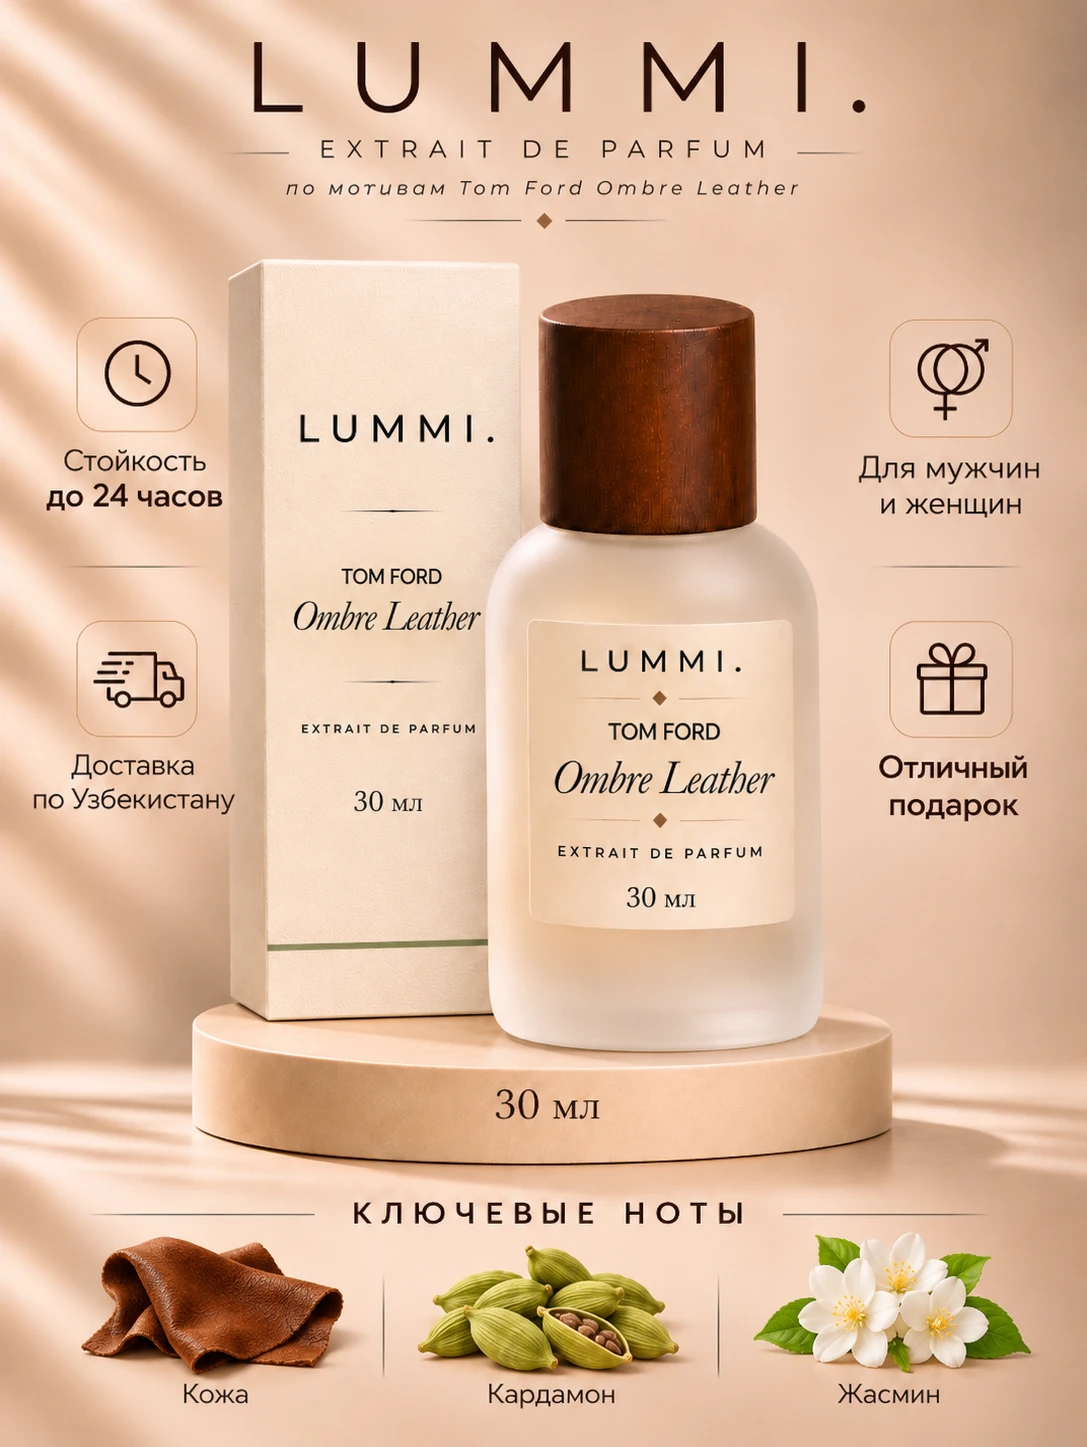 LUMMI.
EXTRAIT DE PARFUM
по мотивам Tom Ford Ombre Leather
Стойкость
до 24 часов
Доставка
по Узбекистану
LUMMI.
TOM FORD
Ombre Leather
EXTRAIT DE PARFUM
30 мл
LUMMI.
TOM FORD
Ombre Leather
EXTRAIT DE PARFUM
30 мл
Для мужчин
и женщин
Отличный
подарок
30 мл
КЛЮЧЕВЫЕ НОТЫ
Кожа
Кардамон
Жасмин